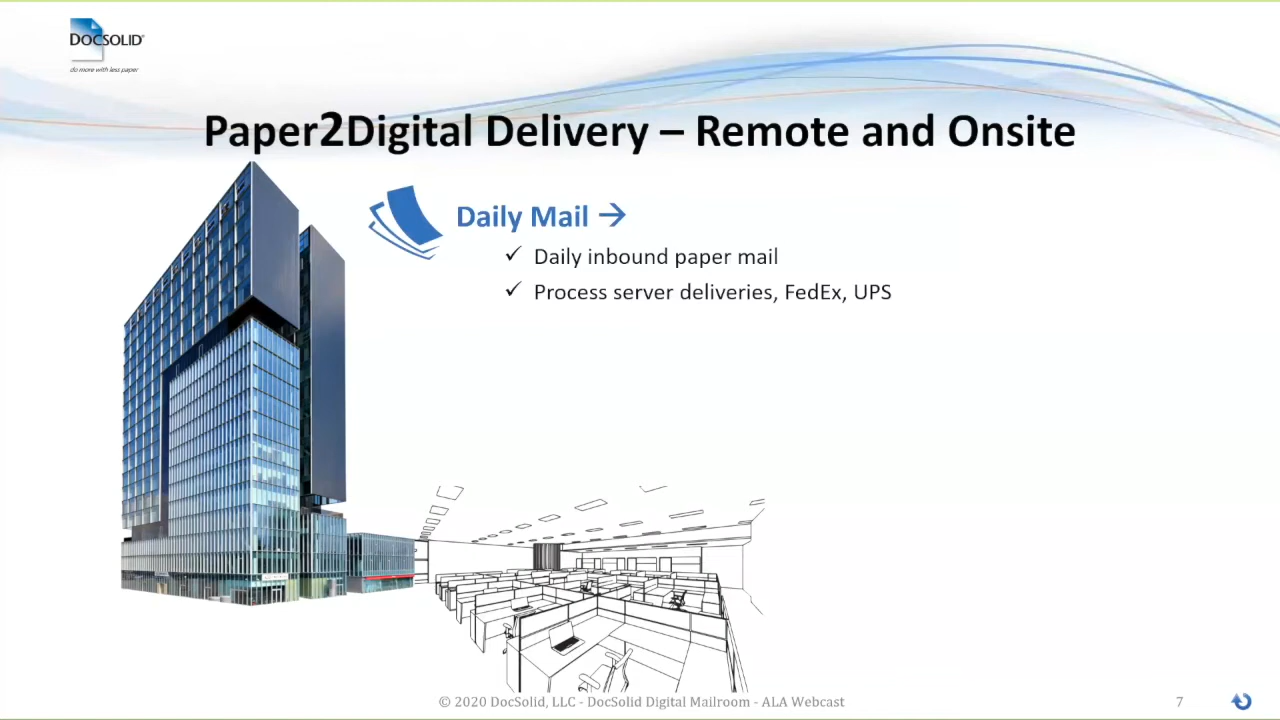 DOCSOLID®
do more with less paper
Paper2Digital Delivery – Remote and Onsite
Daily Mail →
✓ Daily inbound paper mail
✓ Process server deliveries, FedEx, UPS
© 2020 DocSolid, LLC - DocSolid Digital Mailroom - ALA Webcast
7